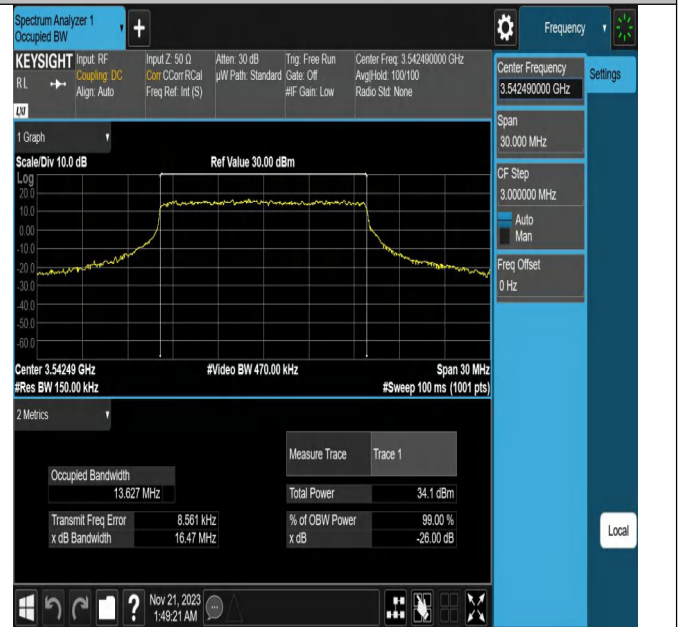 Spectrum Analyzer 1
Occupied BW
+
Frequency
KEYSIGHT
RL
Input: RF
Coupling: DC
Align: Auto
Input Z: 50 Ω
Corr CCorr RCal
Freq Ref: Int (S)
Atten: 30 dB
µW Path: Standard
Trig: Free Run
Gate: Off
#IF Gain: Low
Center Freq: 3.542490000 GHz
Avg|Hold: 100/100
Radio Std: None
LXI
Center Frequency
3.542490000 GHz
Settings
Span
30.000 MHz
CF Step
3.000000 MHz
Auto
Man
Freq Offset
0 Hz
1 Graph
Scale/Div 10.0 dB
Ref Value 30.00 dBm
Log
20.0
10.0
0.00
-10.0
-20.0
-30.0
-40.0
-50.0
-60.0
Center 3.54249 GHz
#Video BW 470.00 kHz
Span 30 MHz
#Res BW 150.00 kHz
#Sweep 100 ms (1001 pts)
2 Metrics
Measure Trace Trace 1
Occupied Bandwidth
13.627 MHz
Total Power 34.1 dBm
Transmit Freq Error 8.561 kHz
% of OBW Power 99.00 %
x dB Bandwidth 16.47 MHz
x dB -26.00 dB
Local
?
Nov 21, 2023
1:49:21 AM